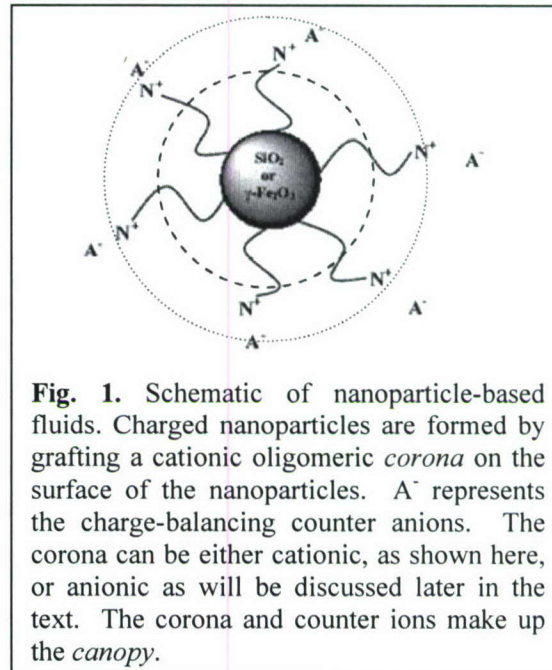 A⁻
A⁻
N⁺
N⁺
SiO₂
or
γ-Fe₂O₃
N⁺
A⁻
N⁺
A⁻
N⁺
N⁺
A⁻
A⁻
Fig. 1. Schematic of nanoparticle-based
fluids. Charged nanoparticles are formed by
grafting a cationic oligomeric corona on the
surface of the nanoparticles. A⁻ represents
the charge-balancing counter anions. The
corona can be either cationic, as shown here,
or anionic as will be discussed later in the
text. The corona and counter ions make up
the canopy.